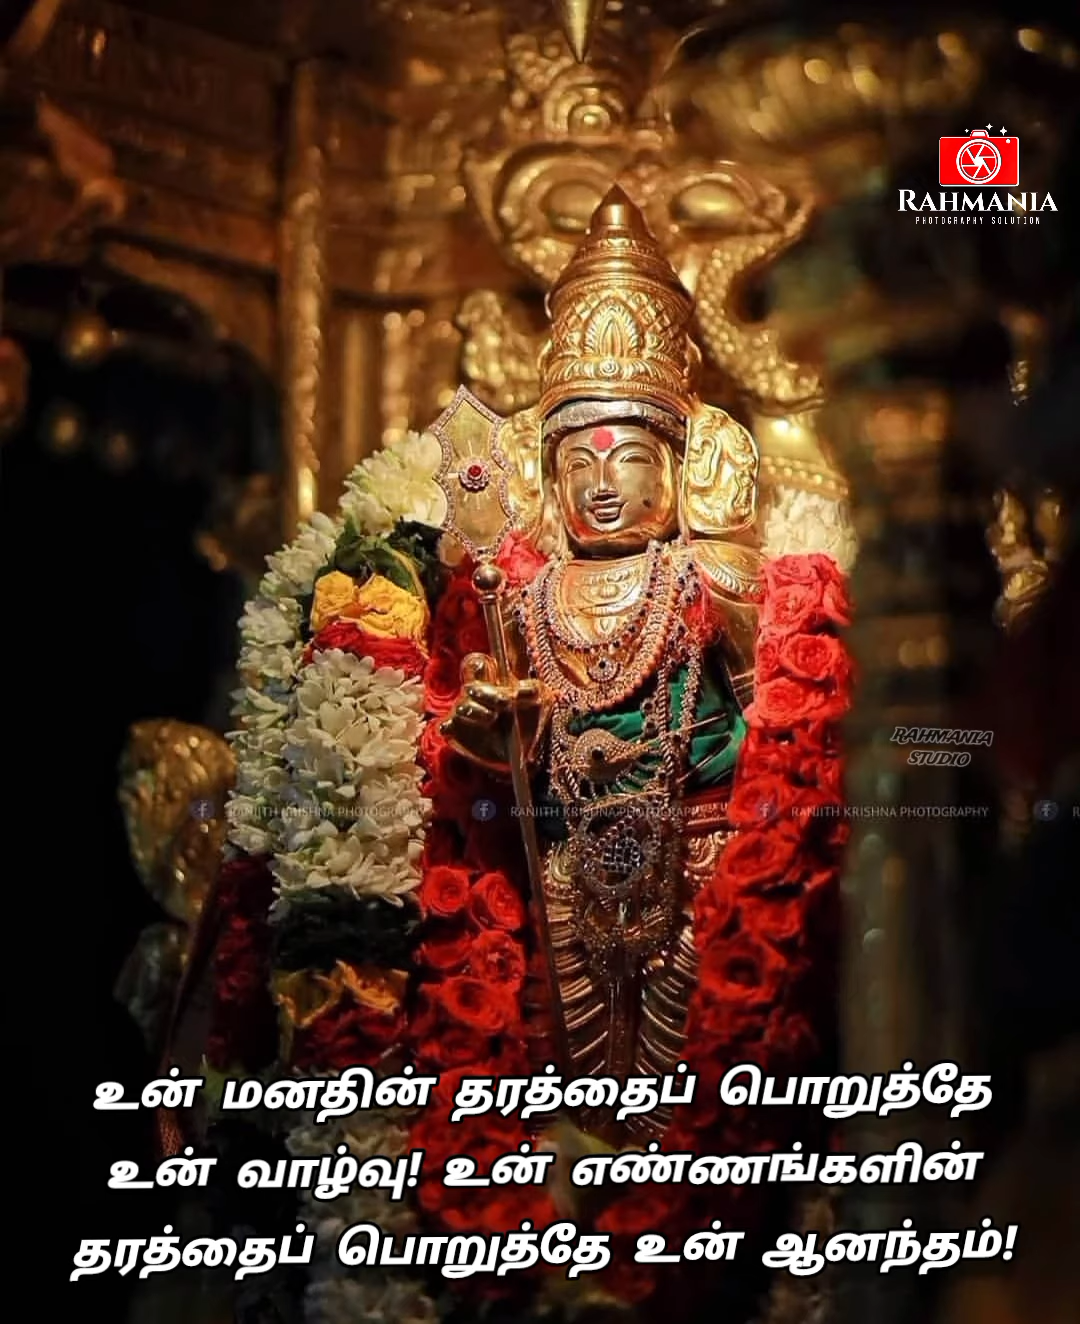 RAHMANIA
PHOTOGRAPHY SOLUTION
RAHMANIA
STUDIO
RANJITH KRISHNA PHOTOGRAPHY RANJITH KRISHNA PHOTOGRAPHY RANJITH KRISHNA PHOTOGRAPHY
உன் மனதின் தரத்தைப் பொறுத்தே
உன் வாழ்வு! உன் எண்ணங்களின்
தரத்தைப் பொறுத்தே உன் ஆனந்தம்!